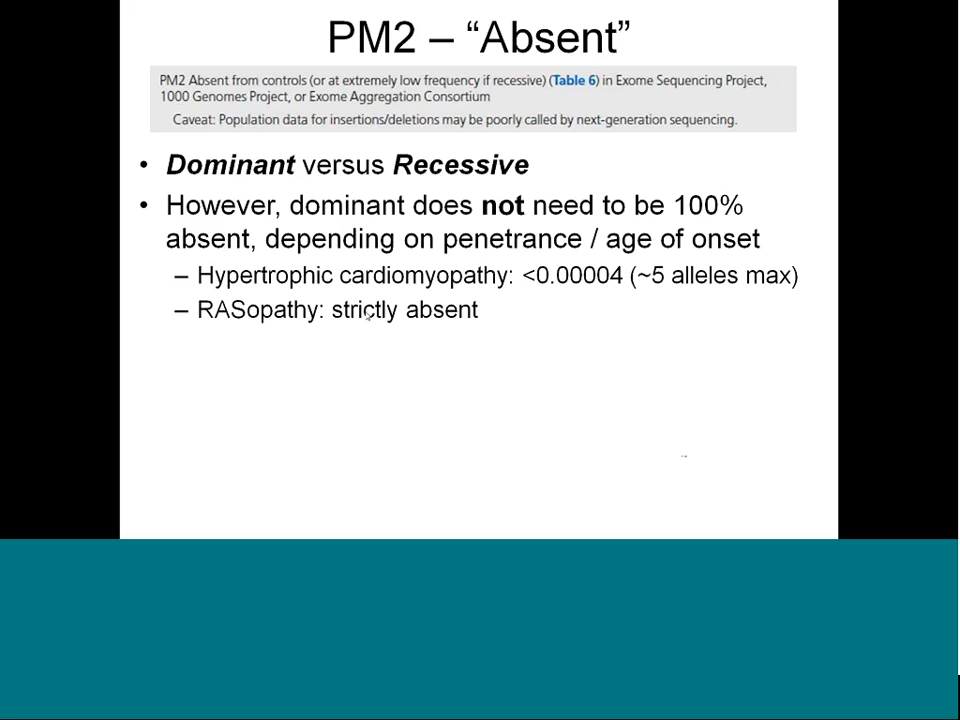 PM2 – “Absent”
PM2 Absent from controls (or at extremely low frequency if recessive) (Table 6) in Exome Sequencing Project,
1000 Genomes Project, or Exome Aggregation Consortium
Caveat: Population data for insertions/deletions may be poorly called by next-generation sequencing.
• Dominant versus Recessive
• However, dominant does not need to be 100%
absent, depending on penetrance / age of onset
– Hypertrophic cardiomyopathy: <0.00004 (~5 alleles max)
– RASopathy: strictly absent